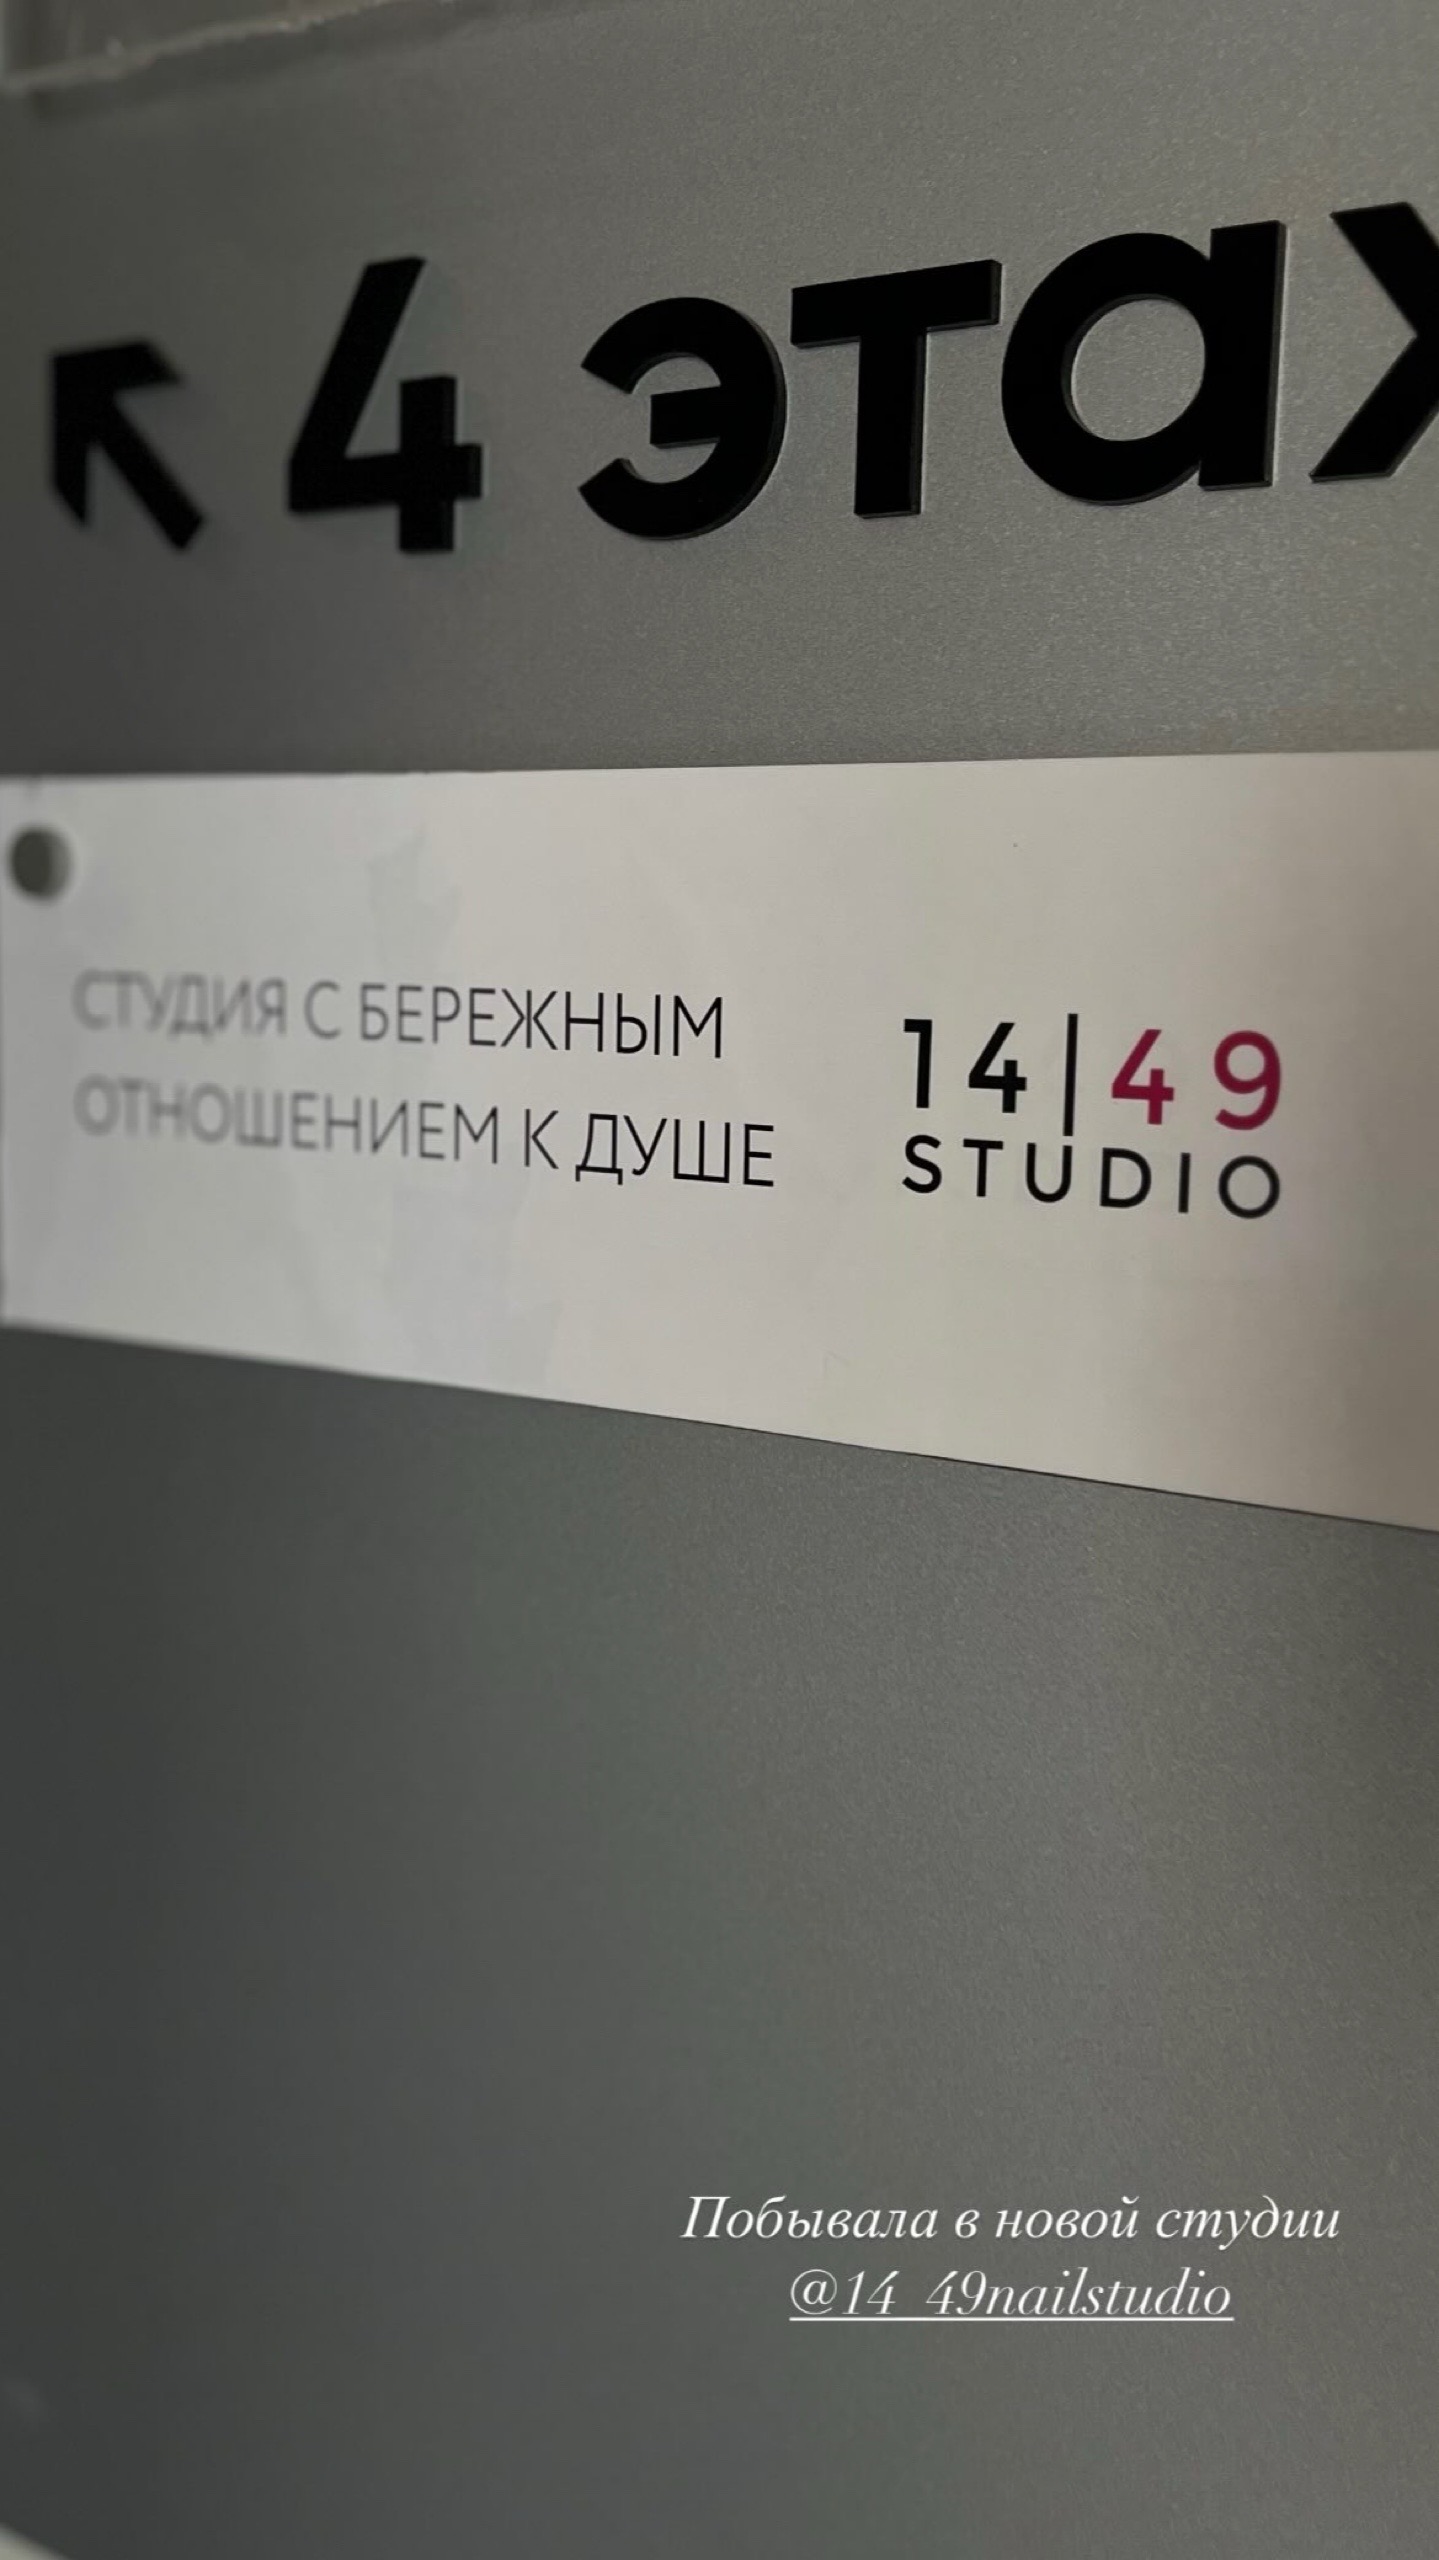 ↖ 4 этаж
СТУДИЯ С БЕРЕЖНЫМ
ОТНОШЕНИЕМ К ДУШЕ
14|49
STUDIO
Побывала в новой студии
@14_49nailstudio